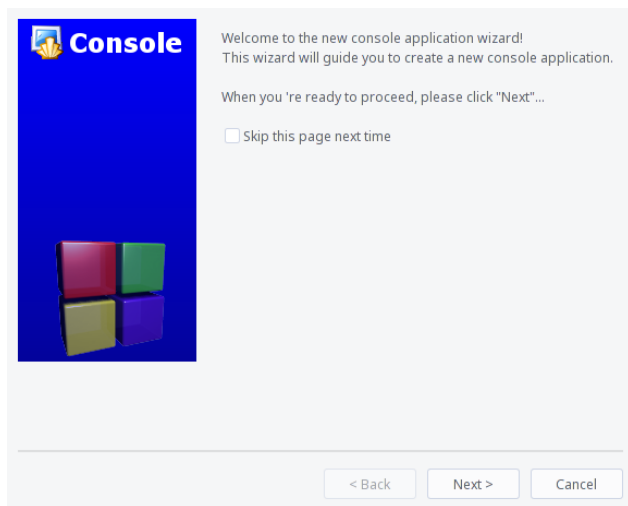 Console
Welcome to the new console application wizard!
This wizard will guide you to create a new console application.
When you 're ready to proceed, please click "Next"...
Skip this page next time
< Back
Next >
Cancel